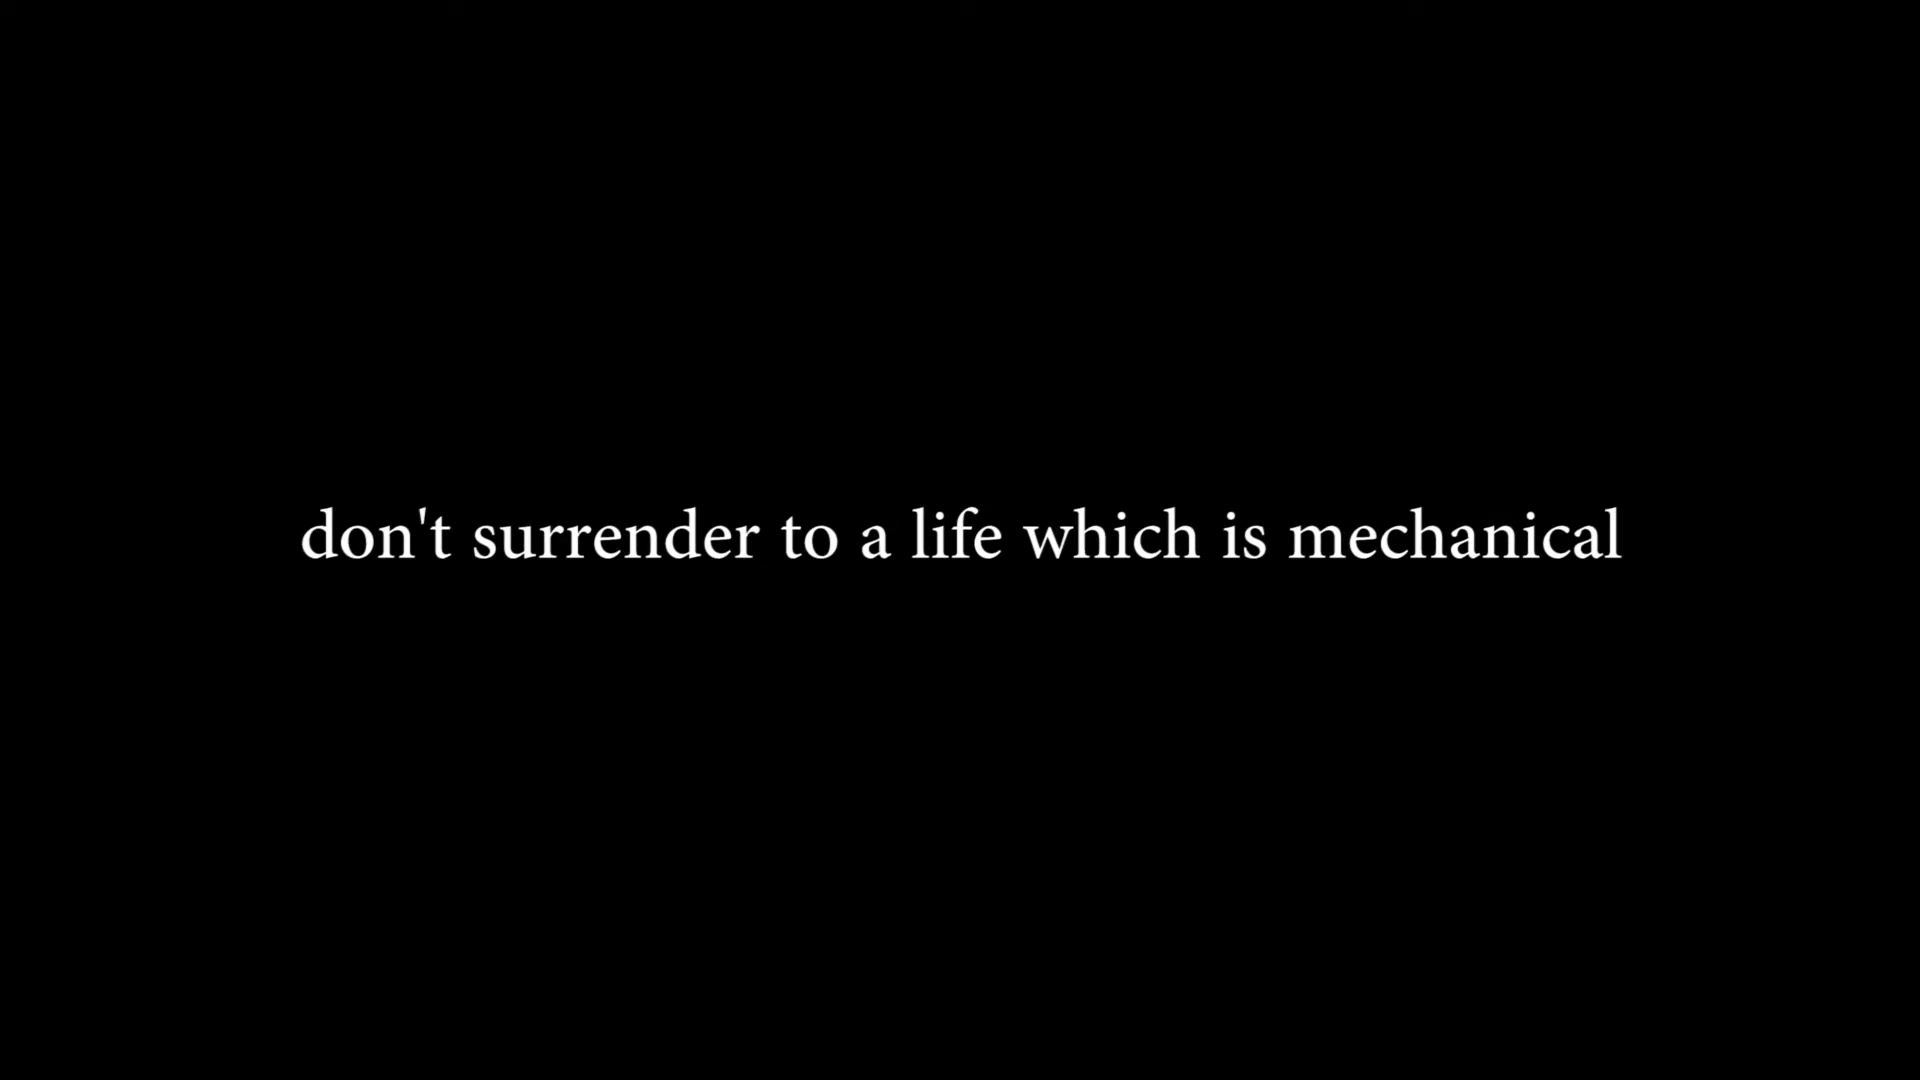 don't surrender to a life which is mechanical